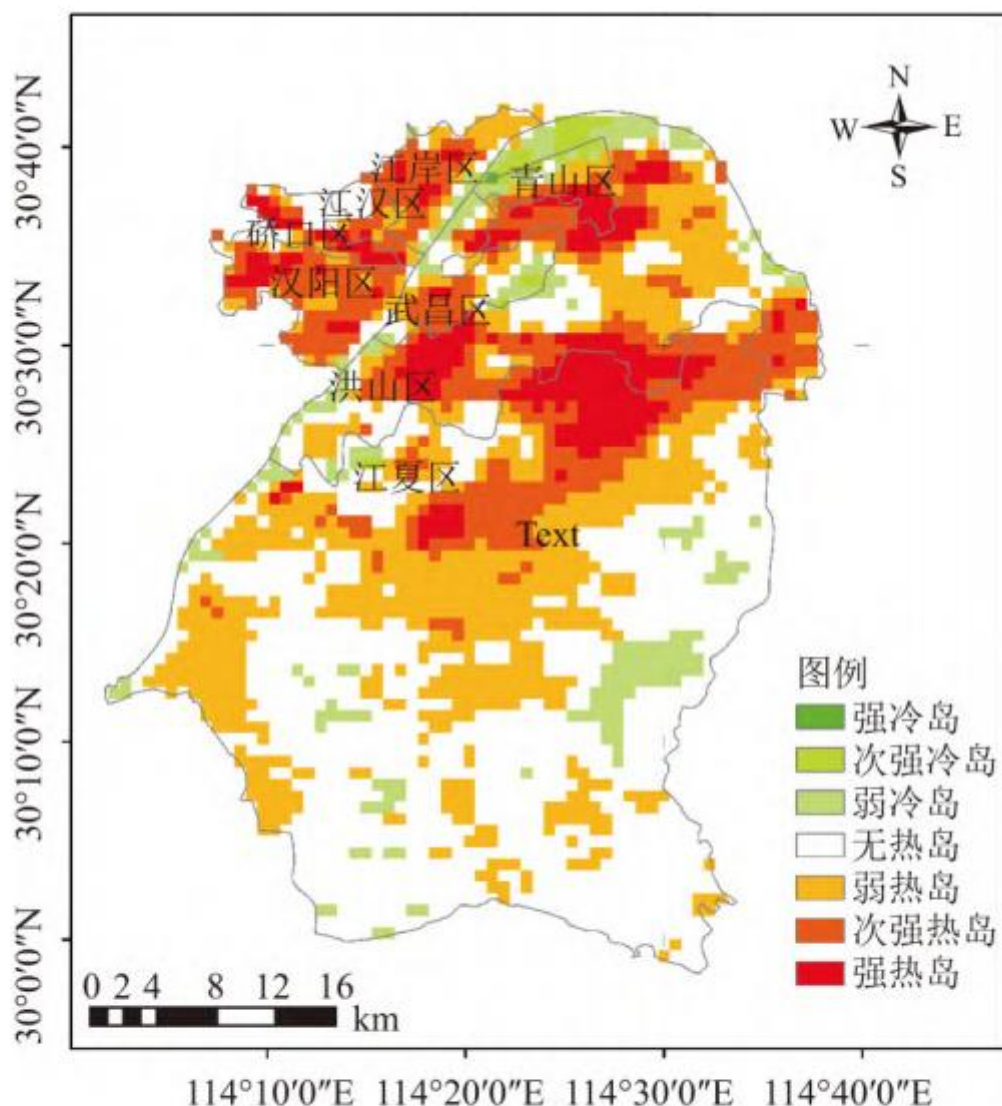 N
W E
S
30°40′0″N
30°30′0″N
30°20′0″N
30°10′0″N
30°0′0″N
江岸区
青山区
江汉区
硚口区
汉阳区
武昌区
洪山区
江夏区
Text
图例
强冷岛
次强冷岛
弱冷岛
无热岛
弱热岛
次强热岛
强热岛
0 2 4 8 12 16
km
114°10′0″E 114°20′0″E 114°30′0″E 114°40′0″E